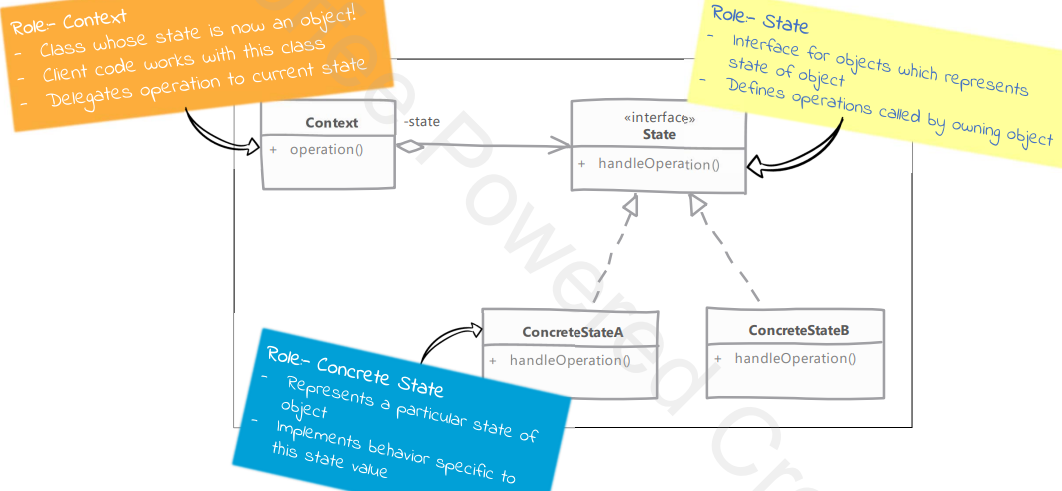 Role:- Context
- Class whose state is now an object!
- Client code works with this class
- Delegates operation to current state
Role:- State
- Interface for objects which represents
state of object
- Defines operations called by owning object
Context
+ operation()
-state
«interface»
State
+ handleOperation()
ConcreteStateA
+ handleOperation()
ConcreteStateB
+ handleOperation()
Role:- Concrete State
- Represents a particular state of
object
- Implements behavior specific to
this state value
Powered